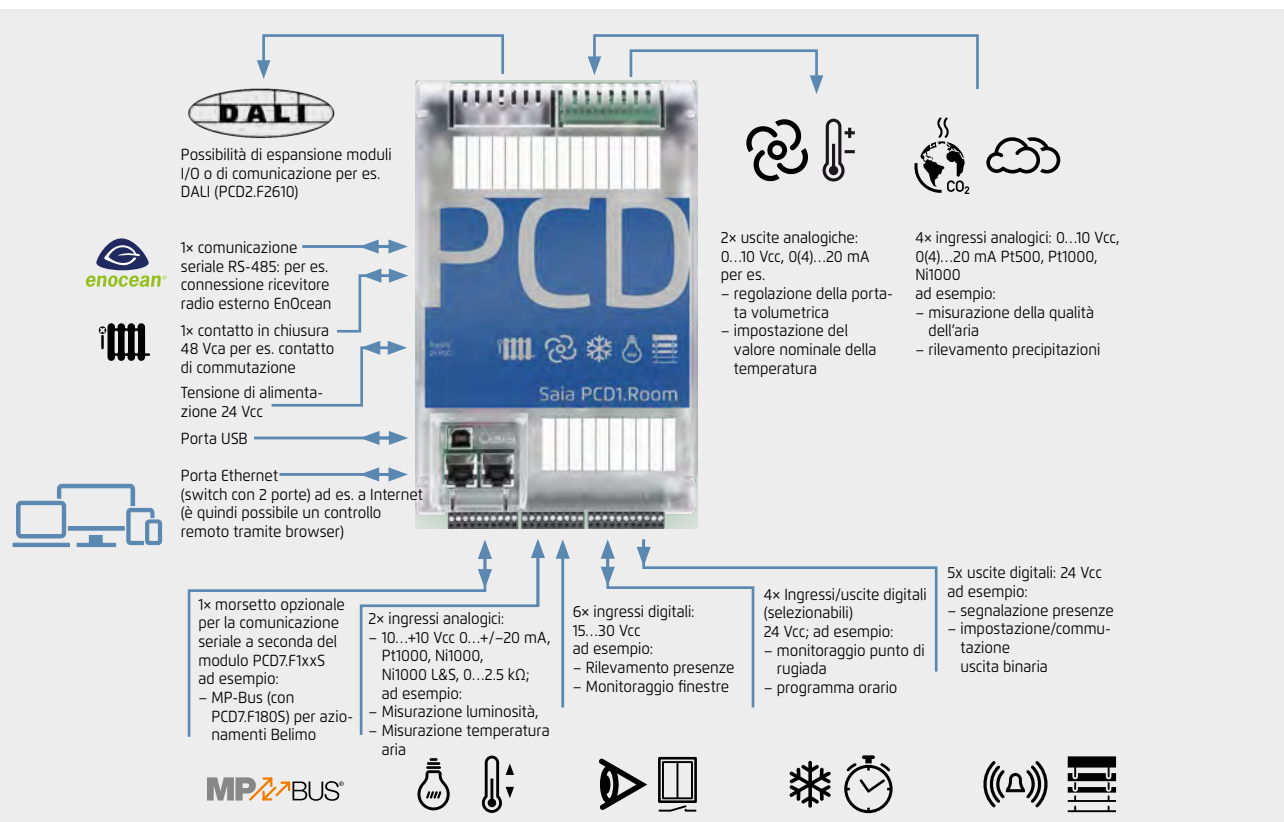 DALI
Possibilità di espansione moduli
I/O o di comunicazione per es.
DALI (PCD2.F2610)
enocean®
1× comunicazione
seriale RS-485: per es.
connessione ricevitore
radio esterno EnOcean
1× contatto in chiusura
48 Vca per es. contatto
di commutazione
Tensione di alimenta-
zione 24 Vcc
Porta USB
Porta Ethernet
(switch con 2 porte) ad es. a Internet
(è quindi possibile un controllo
remoto tramite browser)
PCD
Saia PCD1.Room
+
−
CO₂
2× uscite analogiche:
0…10 Vcc, 0(4)…20 mA
per es.
– regolazione della porta-
ta volumetrica
– impostazione del
valore nominale della
temperatura
4× ingressi analogici: 0…10 Vcc,
0(4)…20 mA Pt500, Pt1000,
Ni1000
ad esempio:
– misurazione della qualità
dell'aria
– rilevamento precipitazioni
1× morsetto opzionale
per la comunicazione
seriale a seconda del
modulo PCD7.F1xxS
ad esempio:
– MP-Bus (con
PCD7.F180S) per azio-
namenti Belimo
2× ingressi analogici:
– 10…+10 Vcc 0…+/−20 mA,
Pt1000, Ni1000,
Ni1000 L&S, 0…2.5 kΩ;
ad esempio:
– Misurazione luminosità,
– Misurazione temperatura
aria
6× ingressi digitali:
15…30 Vcc
ad esempio:
– Rilevamento presenze
– Monitoraggio finestre
4× Ingressi/uscite digitali
(selezionabili)
24 Vcc; ad esempio:
– monitoraggio punto di
rugiada
– programma orario
5x uscite digitali: 24 Vcc
ad esempio:
– segnalazione presenze
– impostazione/commu-
tazione
uscita binaria
MP BUS®